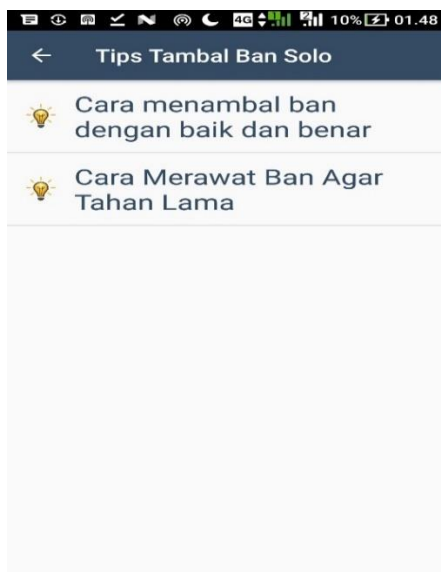 4G 10% 01.48
Tips Tambal Ban Solo
Cara menambal ban
dengan baik dan benar
Cara Merawat Ban Agar
Tahan Lama